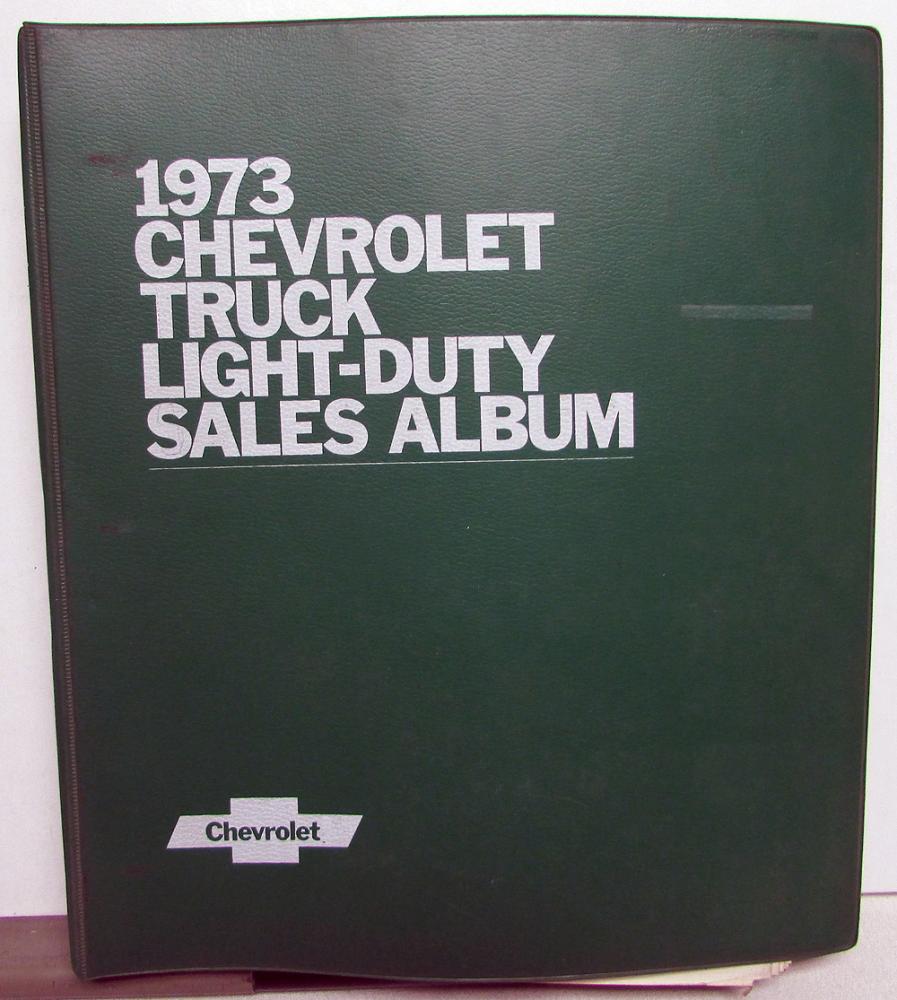 1973
CHEVROLET
TRUCK
LIGHT-DUTY
SALES ALBUM
Chevrolet